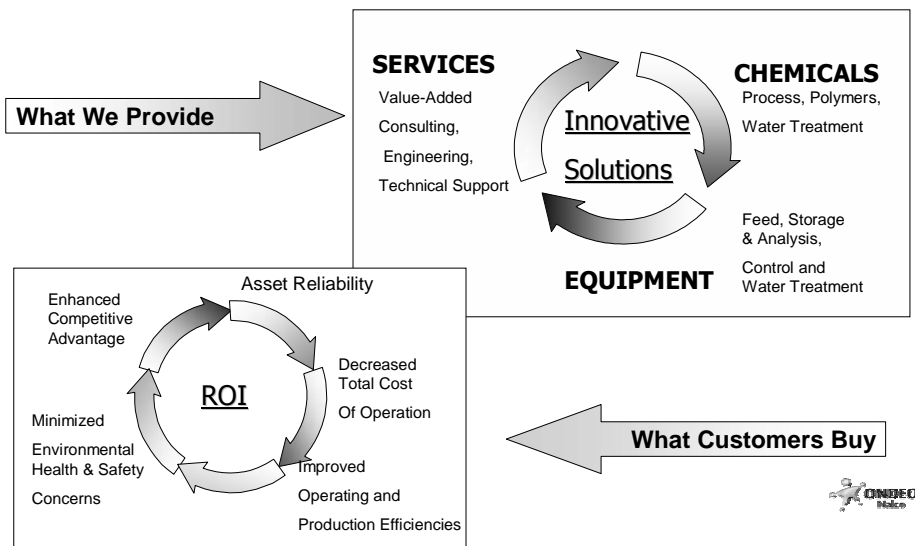 What We Provide
SERVICES
Value-Added
Consulting,
Engineering,
Technical Support
Innovative
Solutions
CHEMICALS
Process, Polymers,
Water Treatment
EQUIPMENT
Feed, Storage
& Analysis,
Control and
Water Treatment
Asset Reliability
Enhanced
Competitive
Advantage
ROI
Decreased
Total Cost
Of Operation
Minimized
Environmental
Health & Safety
Concerns
Improved
Operating and
Production Efficiencies
What Customers Buy
ONDEO
Nalco